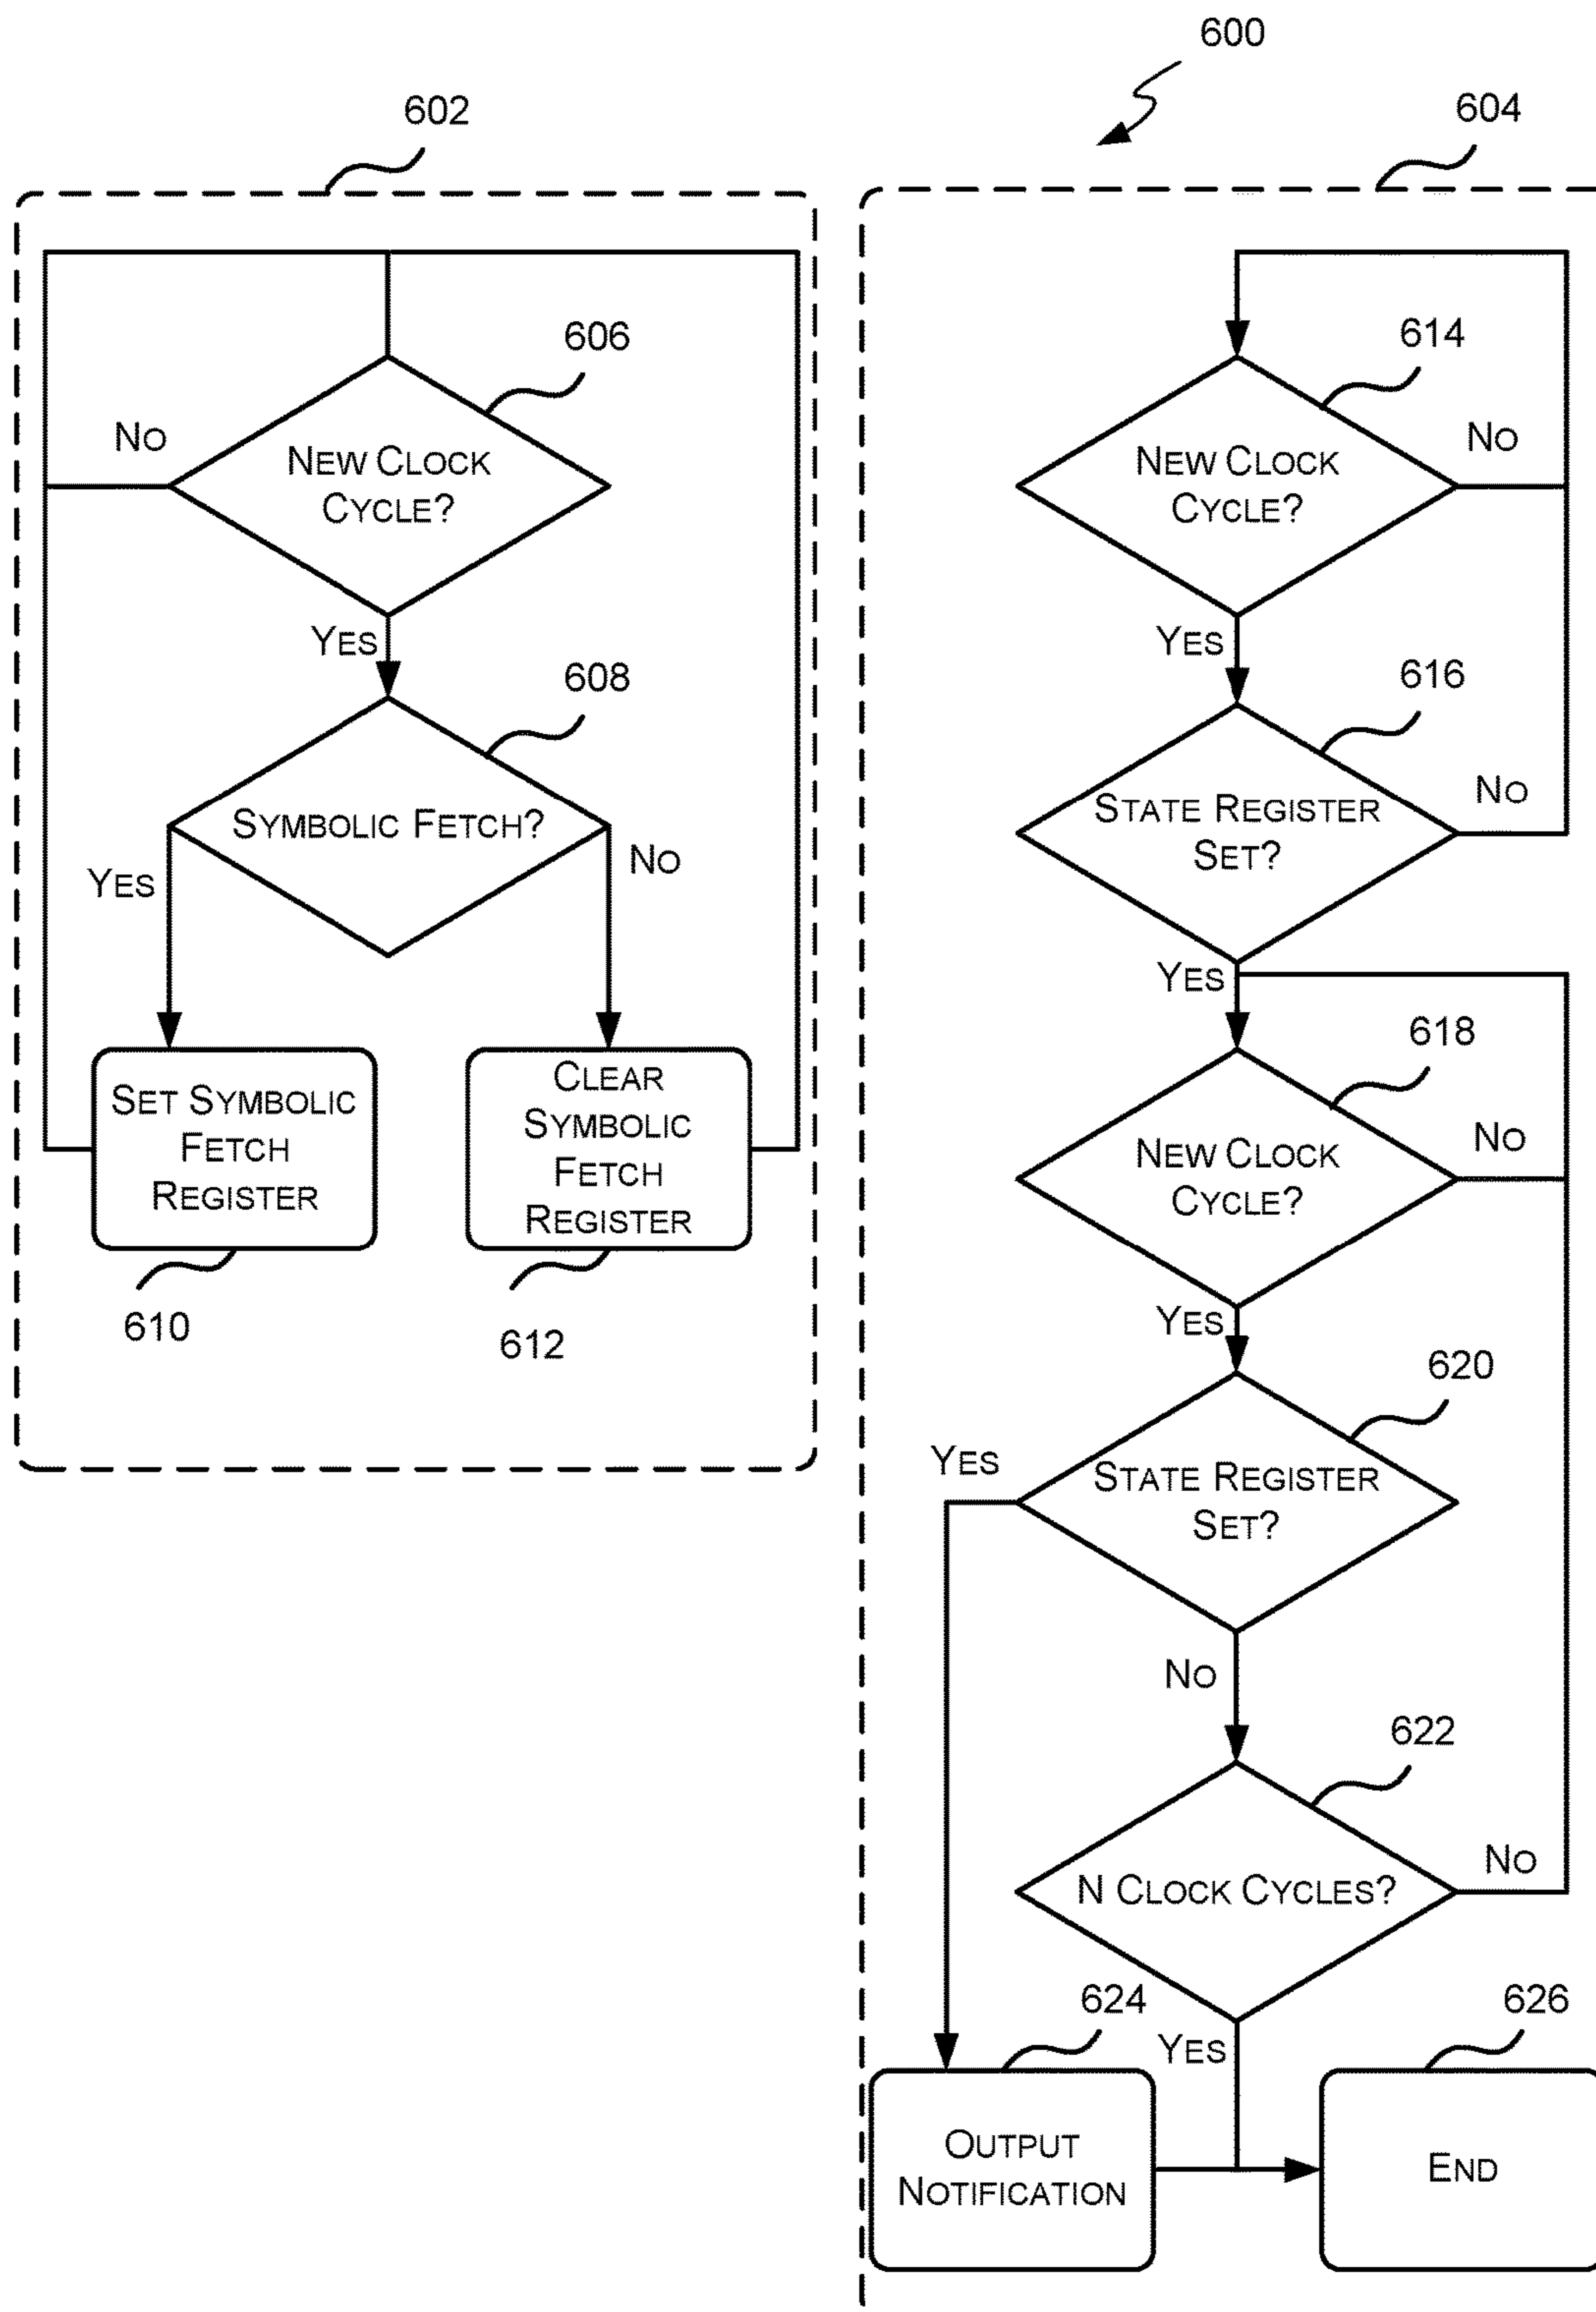 600
602
604
606
No
New Clock
Cycle?
Yes
608
Symbolic Fetch?
Yes
No
Set Symbolic
Fetch
Register
610
Clear
Symbolic
Fetch
Register
612
614
New Clock
Cycle?
No
Yes
616
State Register
Set?
No
Yes
618
New Clock
Cycle?
No
Yes
620
Yes
State Register
Set?
No
622
N Clock Cycles?
No
Yes
624
Output
Notification
626
End